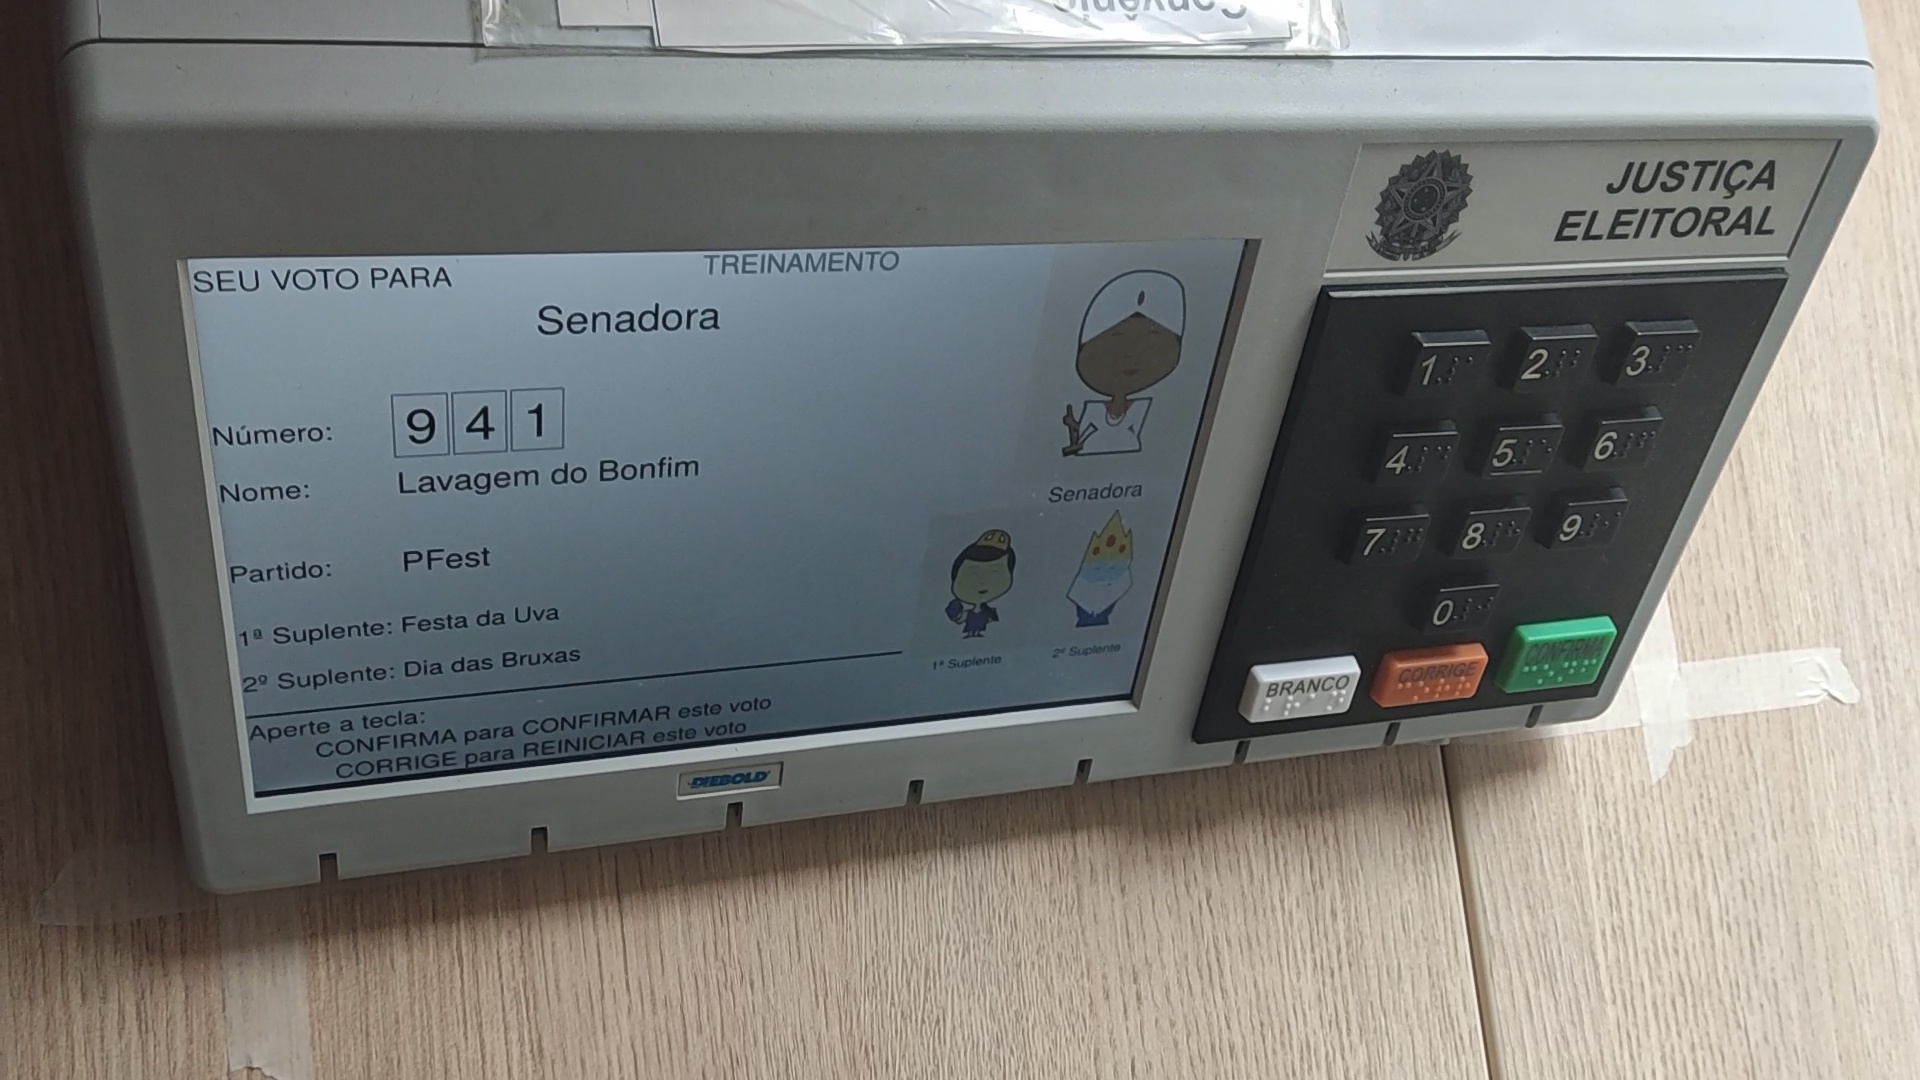 SEU VOTO PARA
TREINAMENTO
Senadora
Número: 9 4 1
Nome: Lavagem do Bonfim
Partido: PFest
1ª Suplente: Festa da Uva
2º Suplente: Dia das Bruxas
Senadora
1ª Suplente
2º Suplente
Aperte a tecla:
CONFIRMA para CONFIRMAR este voto
CORRIGE para REINICIAR este voto
DIEBOLD
JUSTIÇA
ELEITORAL
1 2 3
4 5 6
7 8 9
0
BRANCO CORRIGE CONFIRMA